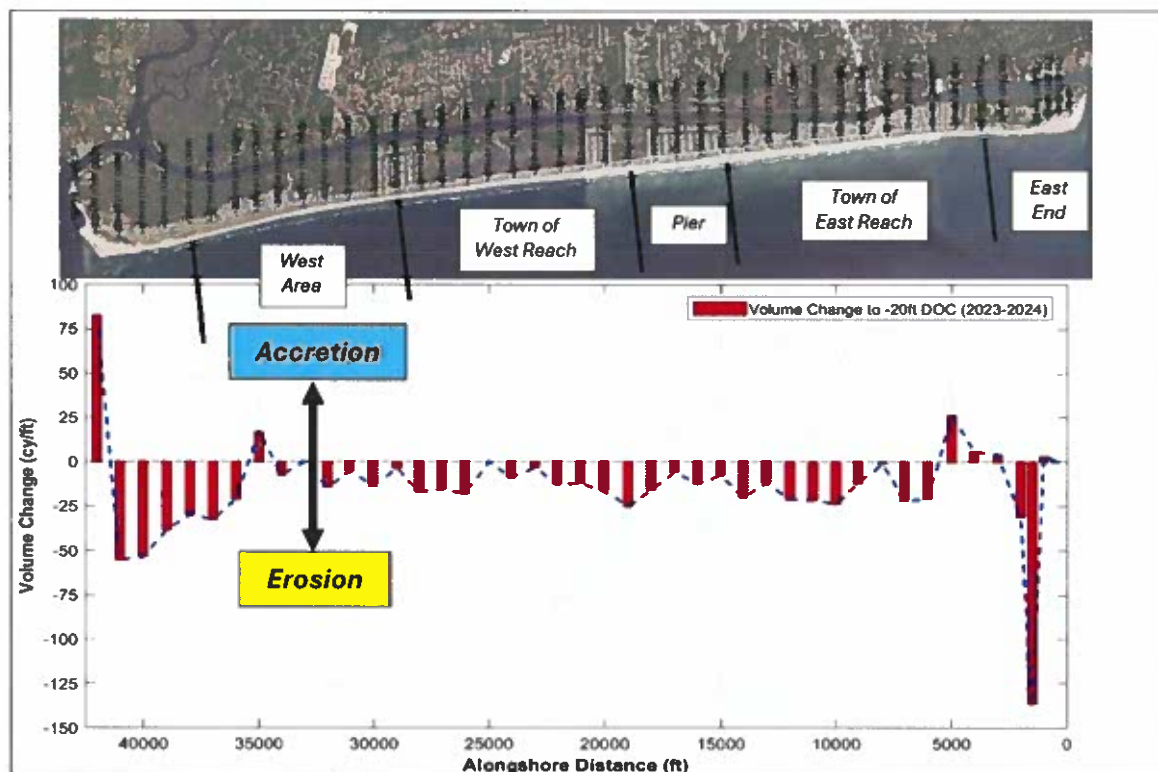 West
Area
Town of
West Reach
Pier
Town of
East Reach
East
End
100
75
50
25
0
-25
-50
-75
-100
-125
-150
Volume Change (cy/ft)
Volume Change to -20ft DOC (2023-2024)
Accretion
Erosion
40000 35000 30000 25000 20000 15000 10000 5000 0
Alongshore Distance (ft)